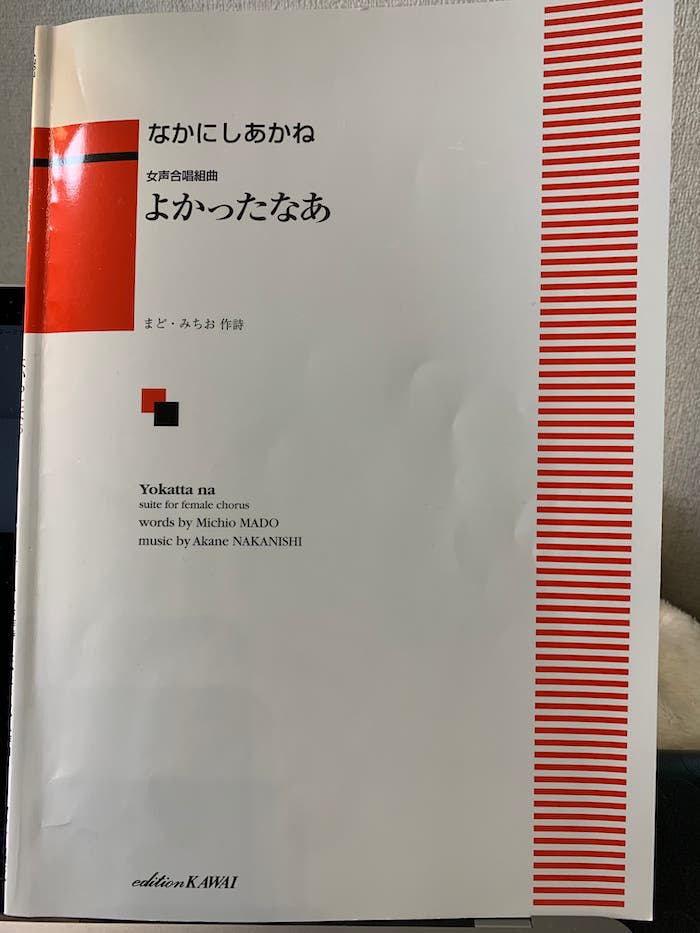 なかにしあかね
女声合唱組曲
よかったなあ
まど・みちお 作詩
Yokatta na
suite for female chorus
words by Michio MADO
music by Akane NAKANISHI
edition KAWAI